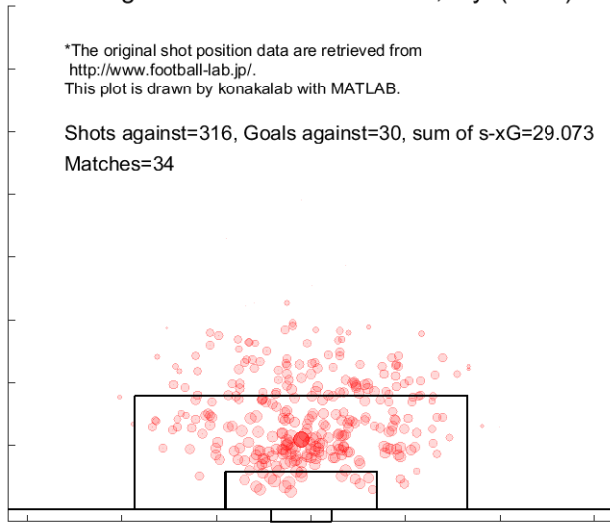 *The original shot position data are retrieved from
http://www.football-lab.jp/.
This plot is drawn by konakalab with MATLAB.
Shots against=316, Goals against=30, sum of s-xG=29.073
Matches=34